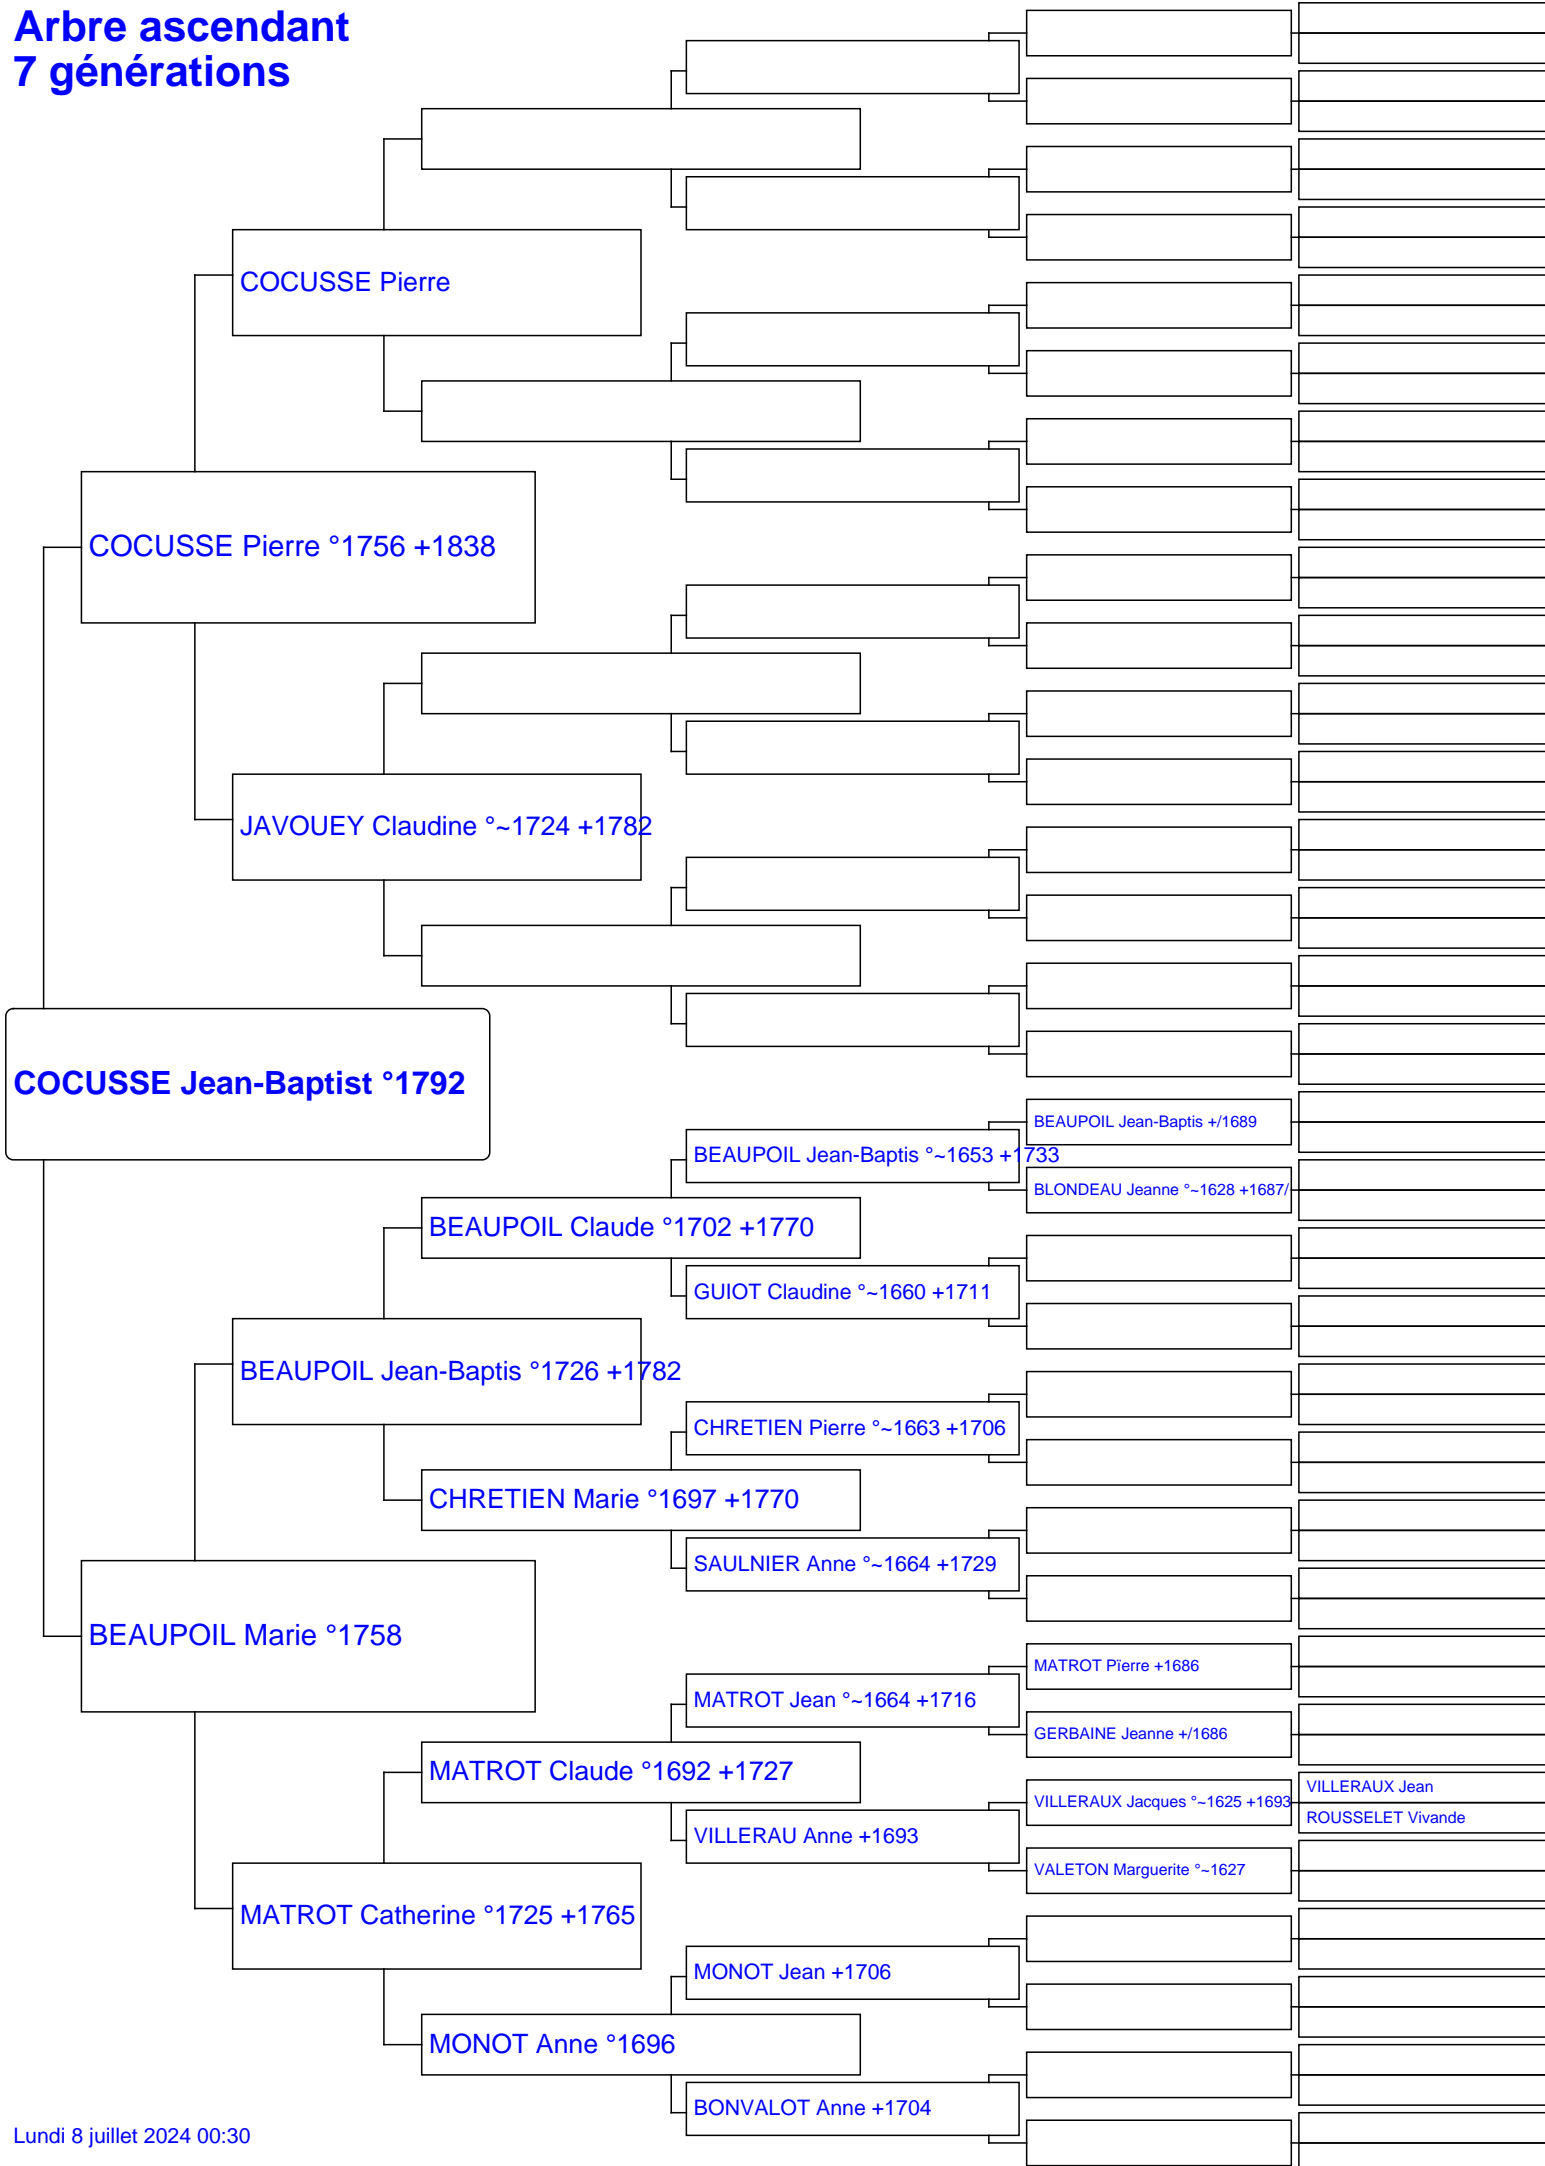 Arbre ascendant
7 générations
COCUSSE Pierre
COCUSSE Pierre °1756 +1838
JAVOUEY Claudine °~1724 +1782
COCUSSE Jean-Baptist °1792
BEAUPOIL Jean-Baptis +/1689
BEAUPOIL Jean-Baptis °~1653 +1733
BLONDEAU Jeanne °~1628 +1687/
BEAUPOIL Claude °1702 +1770
GUIOT Claudine °~1660 +1711
BEAUPOIL Jean-Baptis °1726 +1782
CHRETIEN Pierre °~1663 +1706
CHRETIEN Marie °1697 +1770
SAULNIER Anne °~1664 +1729
BEAUPOIL Marie °1758
MATROT Pïerre +1686
MATROT Jean °~1664 +1716
GERBAINE Jeanne +/1686
MATROT Claude °1692 +1727
VILLERAUX Jean
VILLERAUX Jacques °~1625 +1693
ROUSSELET Vivande
VILLERAU Anne +1693
VALETON Marguerite °~1627
MATROT Catherine °1725 +1765
MONOT Jean +1706
MONOT Anne °1696
BONVALOT Anne +1704
Lundi 8 juillet 2024 00:30